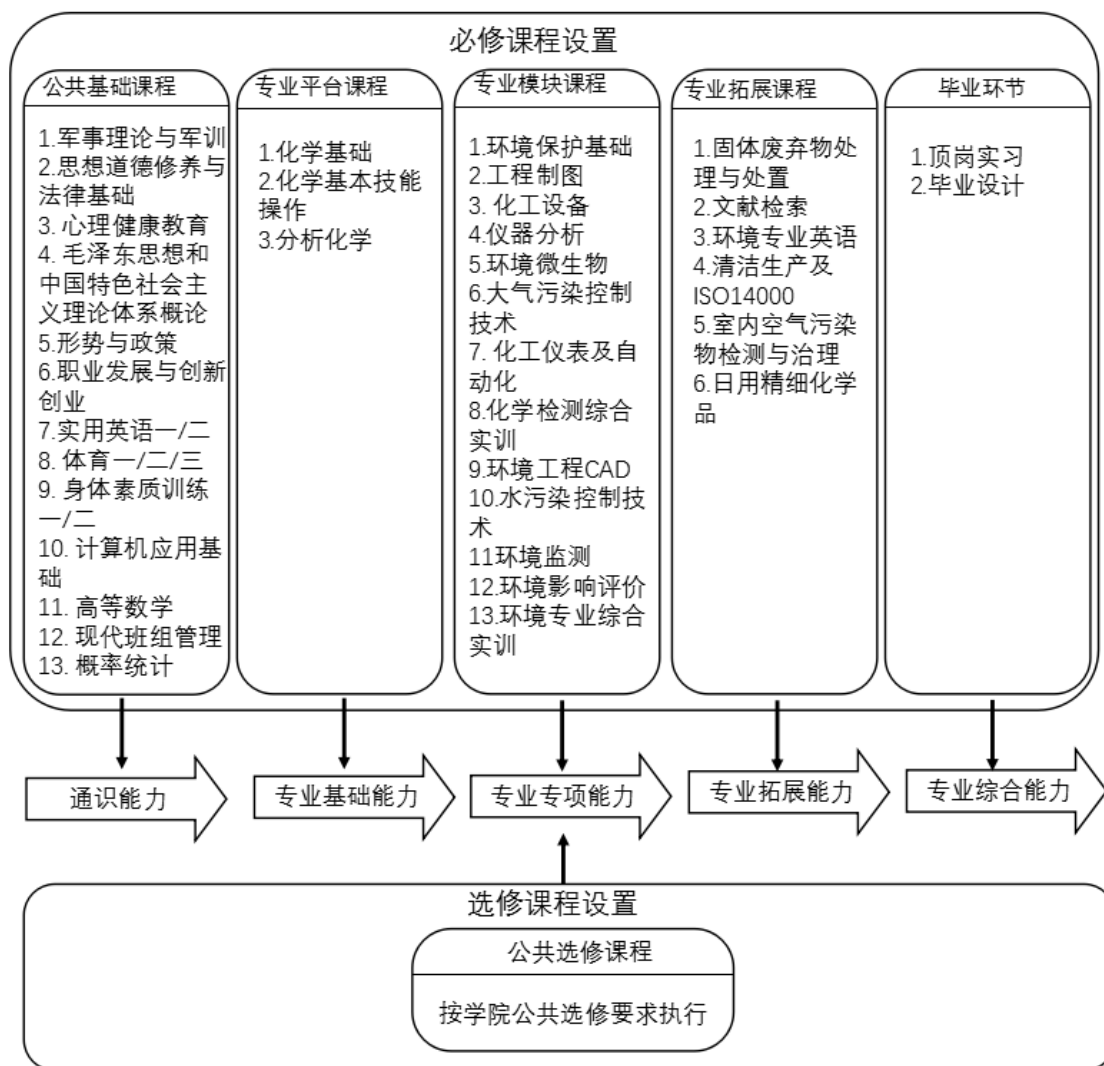 必修课程设置
公共基础课程
1.军事理论与军训
2.思想道德修养与
法律基础
3. 心理健康教育
4. 毛泽东思想和
中国特色社会主
义理论体系概论
5.形势与政策
6.职业发展与创新
创业
7.实用英语一/二
8. 体育一/二/三
9. 身体素质训练
一/二
10. 计算机应用基
础
11. 高等数学
12. 现代班组管理
13. 概率统计
专业平台课程
1.化学基础
2.化学基本技能
操作
3.分析化学
专业模块课程
1.环境保护基础
2.工程制图
3. 化工设备
4.仪器分析
5.环境微生物
6.大气污染控制
技术
7. 化工仪表及自
动化
8.化学检测综合
实训
9.环境工程CAD
10.水污染控制技
术
11环境监测
12.环境影响评价
13.环境专业综合
实训
专业拓展课程
1.固体废弃物处
理与处置
2.文献检索
3.环境专业英语
4.清洁生产及
ISO14000
5.室内空气污染
物检测与治理
6.日用精细化学
品
毕业环节
1.顶岗实习
2.毕业设计
通识能力
专业基础能力
专业专项能力
专业拓展能力
专业综合能力
选修课程设置
公共选修课程
按学院公共选修要求执行